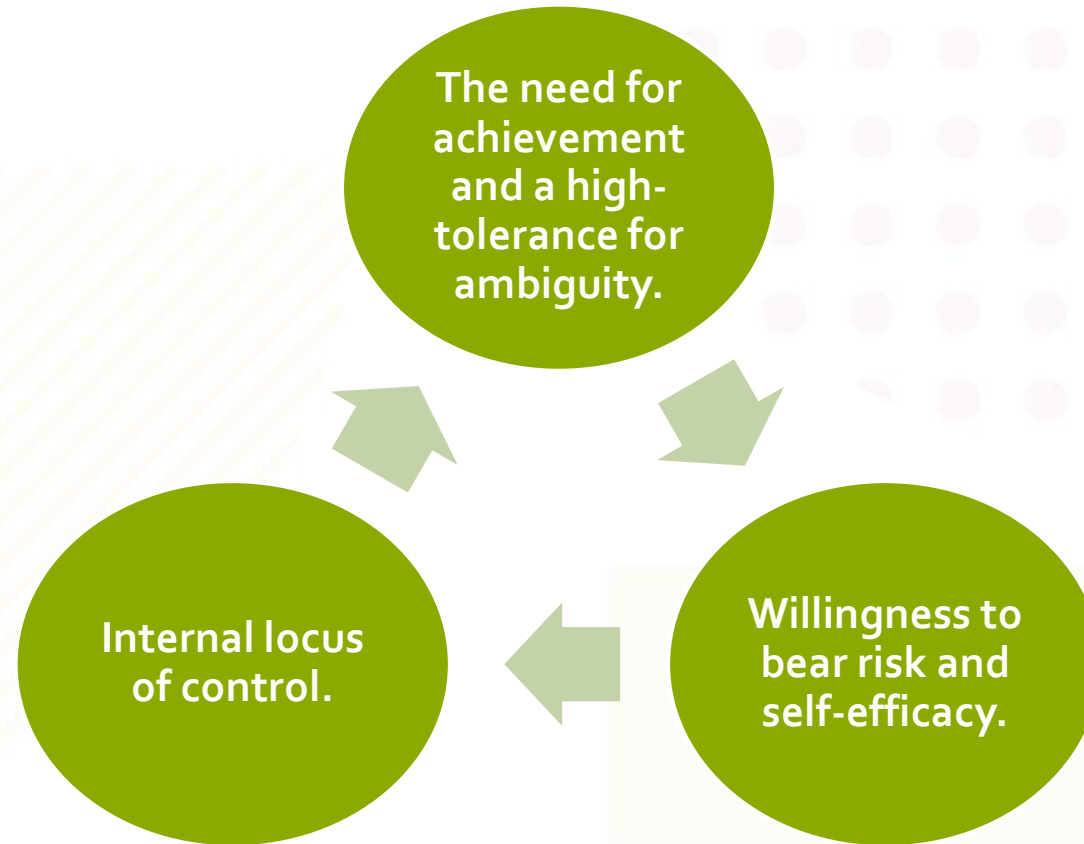 The need for
achievement
and a high-
tolerance for
ambiguity.
Willingness to
bear risk and
self-efficacy.
Internal locus
of control.